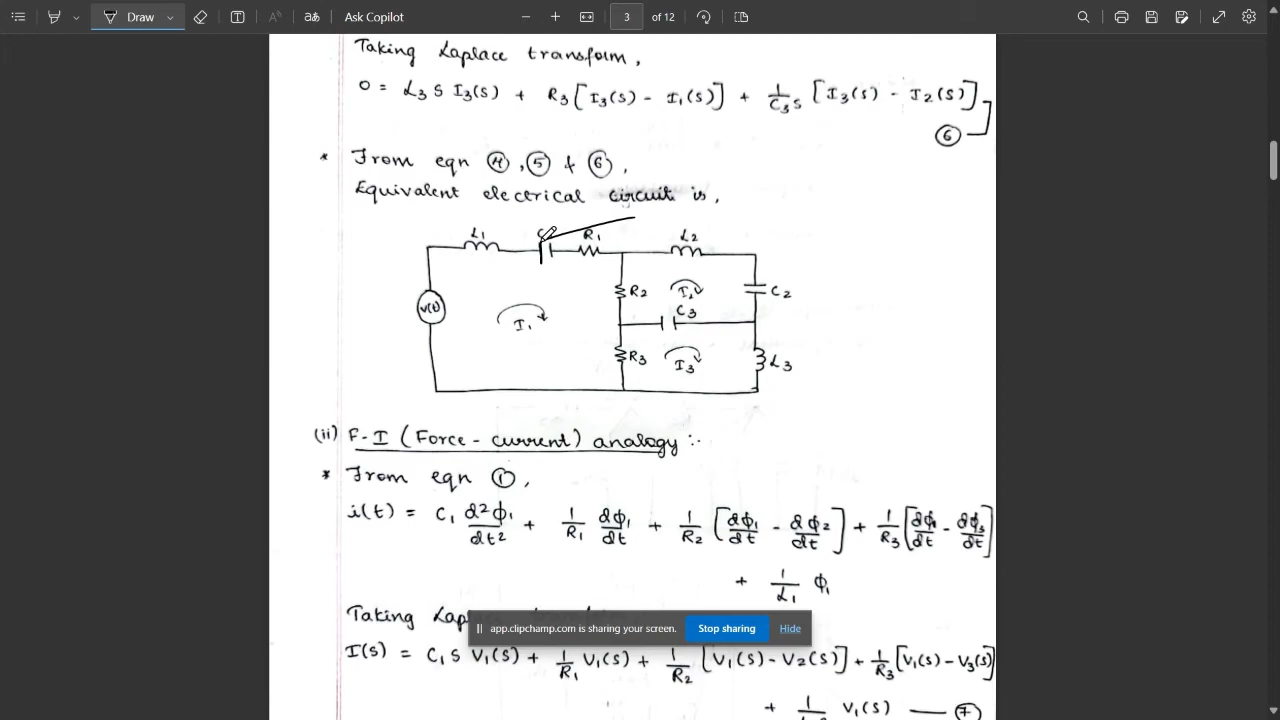 Draw
Ask Copilot
3 of 12
Taking Laplace transform,
0 = L3 S I3(s) + R3 [I3(s) - I1(s)] + 1/C3s [I3(s) - I2(s)]
6
* From eqn 4, 5 & 6,
Equivalent electrical circuit is,
L1 R1 L2
v(t) I1 R2 I2 C2
C3
R3 I3 L3
(ii) F-I (Force - current) analogy :-
* From eqn 1,
i(t) = C1 d²ϕ1/dt² + 1/R1 dϕ1/dt + 1/R2 [dϕ1/dt - dϕ2/dt] + 1/R3 [dϕ1/dt - dϕ3/dt]
+ 1/L1 ϕ1
Taking
app.clipchamp.com is sharing your screen. Stop sharing Hide
I(s) = C1 S V1(s) + 1/R1 V1(s) + 1/R2 [V1(s) - V2(s)] + 1/R3 [V1(s) - V3(s)]
+ V1(s) — 7